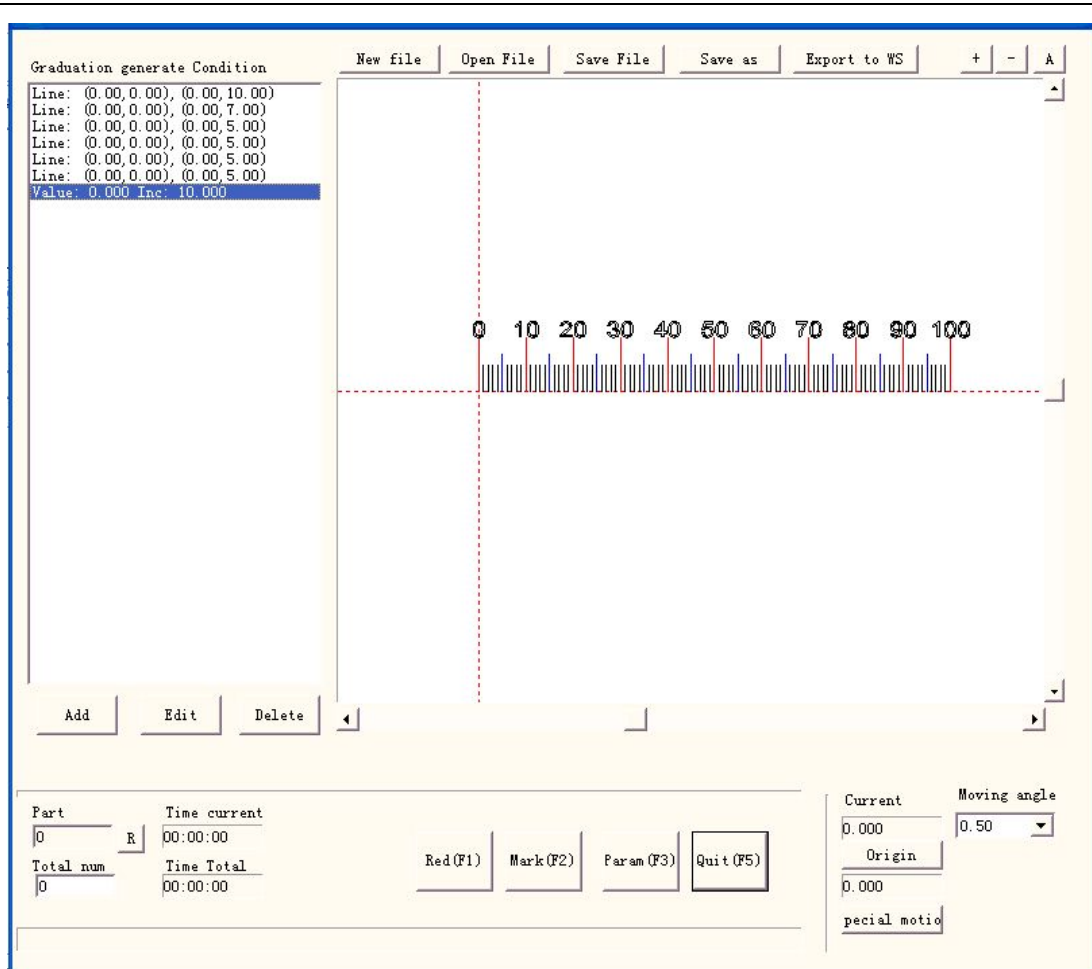 Graduation generate Condition
New file Open File Save File Save as Export to WS + - A
Line: (0.00,0.00), (0.00,10.00)
Line: (0.00,0.00), (0.00,7.00)
Line: (0.00,0.00), (0.00,5.00)
Line: (0.00,0.00), (0.00,5.00)
Line: (0.00,0.00), (0.00,5.00)
Line: (0.00,0.00), (0.00,5.00)
Value: 0.000 Inc: 10.000
0 10 20 30 40 50 60 70 80 90 100
Add Edit Delete
Part Time current
0 R 00:00:00
Total num Time Total
0 00:00:00
Red(F1) Mark(F2) Param(F3) Quit(F5)
Current Moving angle
0.000 0.50
Origin
0.000
pecial motio